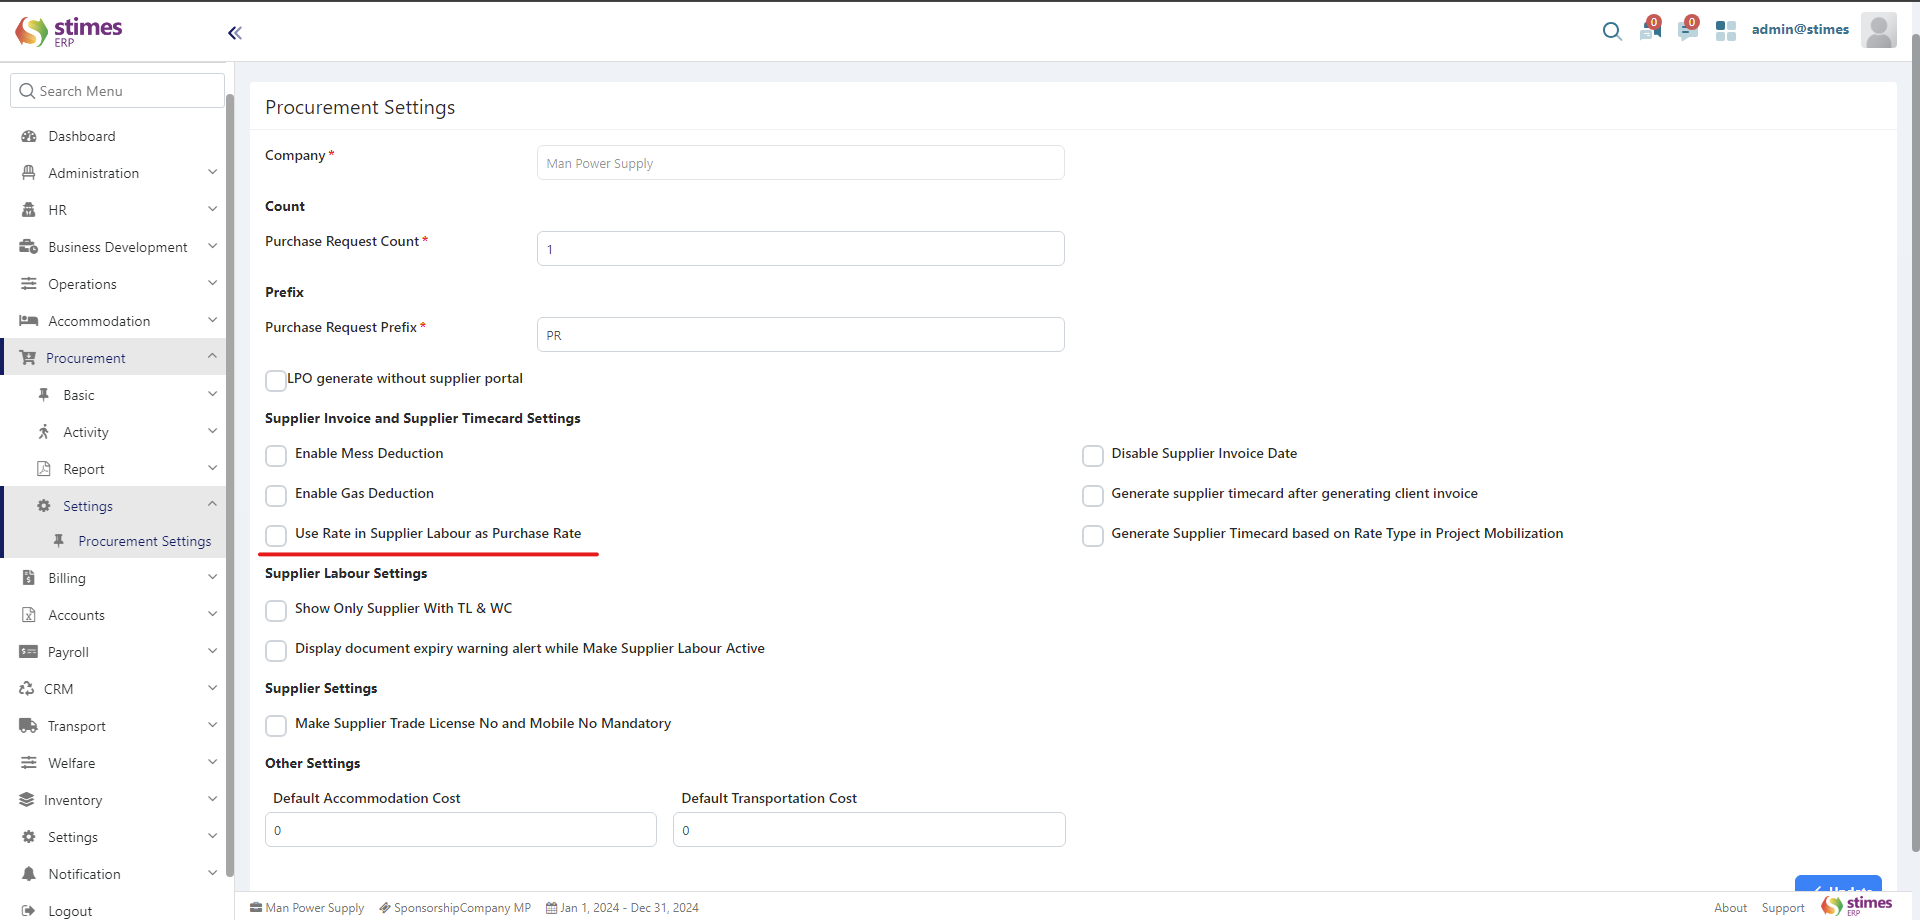 stimes
ERP
0
0
admin@stimes
Search Menu
Dashboard
Administration
HR
Business Development
Operations
Accommodation
Procurement
Basic
Activity
Report
Settings
Procurement Settings
Billing
Accounts
Payroll
CRM
Transport
Welfare
Inventory
Settings
Notification
Logout
Procurement Settings
Company *
Man Power Supply
Count
Purchase Request Count *
1
Prefix
Purchase Request Prefix *
PR
LPO generate without supplier portal
Supplier Invoice and Supplier Timecard Settings
Enable Mess Deduction
Disable Supplier Invoice Date
Enable Gas Deduction
Generate supplier timecard after generating client invoice
Use Rate in Supplier Labour as Purchase Rate
Generate Supplier Timecard based on Rate Type in Project Mobilization
Supplier Labour Settings
Show Only Supplier With TL & WC
Display document expiry warning alert while Make Supplier Labour Active
Supplier Settings
Make Supplier Trade License No and Mobile No Mandatory
Other Settings
Default Accommodation Cost
Default Transportation Cost
0
0
Update
Man Power Supply
SponsorshipCompany MP
Jan 1, 2024 - Dec 31, 2024
About
Support
stimes
ERP